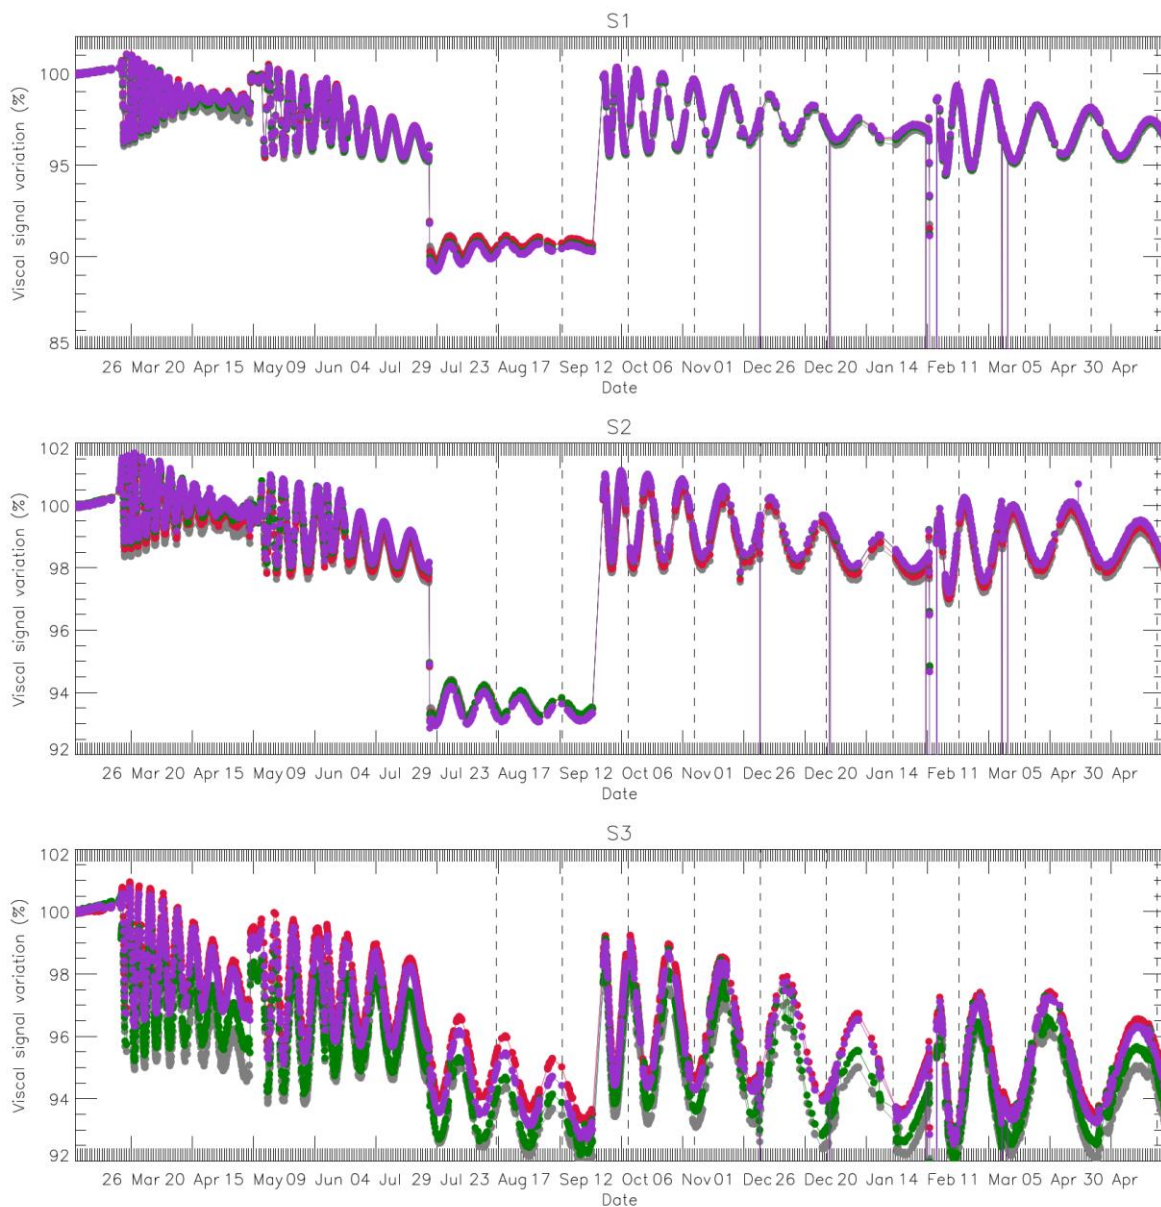 S1
Viscal signal variation (%)
100
95
90
85
26 Mar 20 Apr 15 May 09 Jun 04 Jul 29 Jul 23 Aug 17 Sep 12 Oct 06 Nov 01 Dec 26 Dec 20 Jan 14 Feb 11 Mar 05 Apr 30 Apr
Date
S2
Viscal signal variation (%)
102
100
98
96
94
92
26 Mar 20 Apr 15 May 09 Jun 04 Jul 29 Jul 23 Aug 17 Sep 12 Oct 06 Nov 01 Dec 26 Dec 20 Jan 14 Feb 11 Mar 05 Apr 30 Apr
Date
S3
Viscal signal variation (%)
102
100
98
96
94
92
26 Mar 20 Apr 15 May 09 Jun 04 Jul 29 Jul 23 Aug 17 Sep 12 Oct 06 Nov 01 Dec 26 Dec 20 Jan 14 Feb 11 Mar 05 Apr 30 Apr
Date